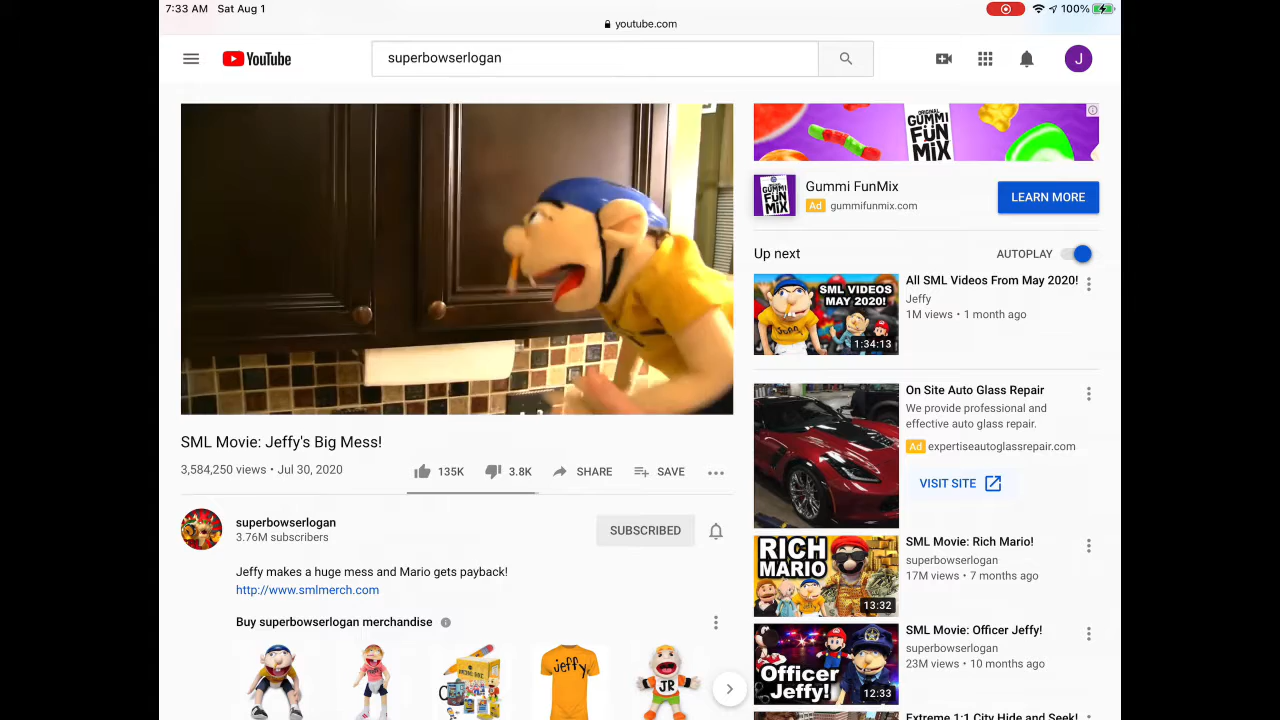 7:33 AM Sat Aug 1
100%
youtube.com
YouTube
superbowserlogan
J
ORIGINAL
GUMMI
FUN
MIX
Gummi FunMix
Ad gummifunmix.com
LEARN MORE
Up next
AUTOPLAY
SML VIDEOS
MAY 2020!
1:34:13
All SML Videos From May 2020!
Jeffy
1M views • 1 month ago
On Site Auto Glass Repair
We provide professional and
effective auto glass repair.
Ad expertiseautoglassrepair.com
VISIT SITE
RICH
MARIO
13:32
SML Movie: Rich Mario!
superbowserlogan
17M views • 7 months ago
Officer
Jeffy!
12:33
SML Movie: Officer Jeffy!
superbowserlogan
23M views • 10 months ago
Extreme 1:1 City Hide and Seek!
SML Movie: Jeffy's Big Mess!
3,584,250 views • Jul 30, 2020
135K
3.8K
SHARE
SAVE
superbowserlogan
3.76M subscribers
SUBSCRIBED
Jeffy makes a huge mess and Mario gets payback!
http://www.smlmerch.com
Buy superbowserlogan merchandise
jeffy
JR